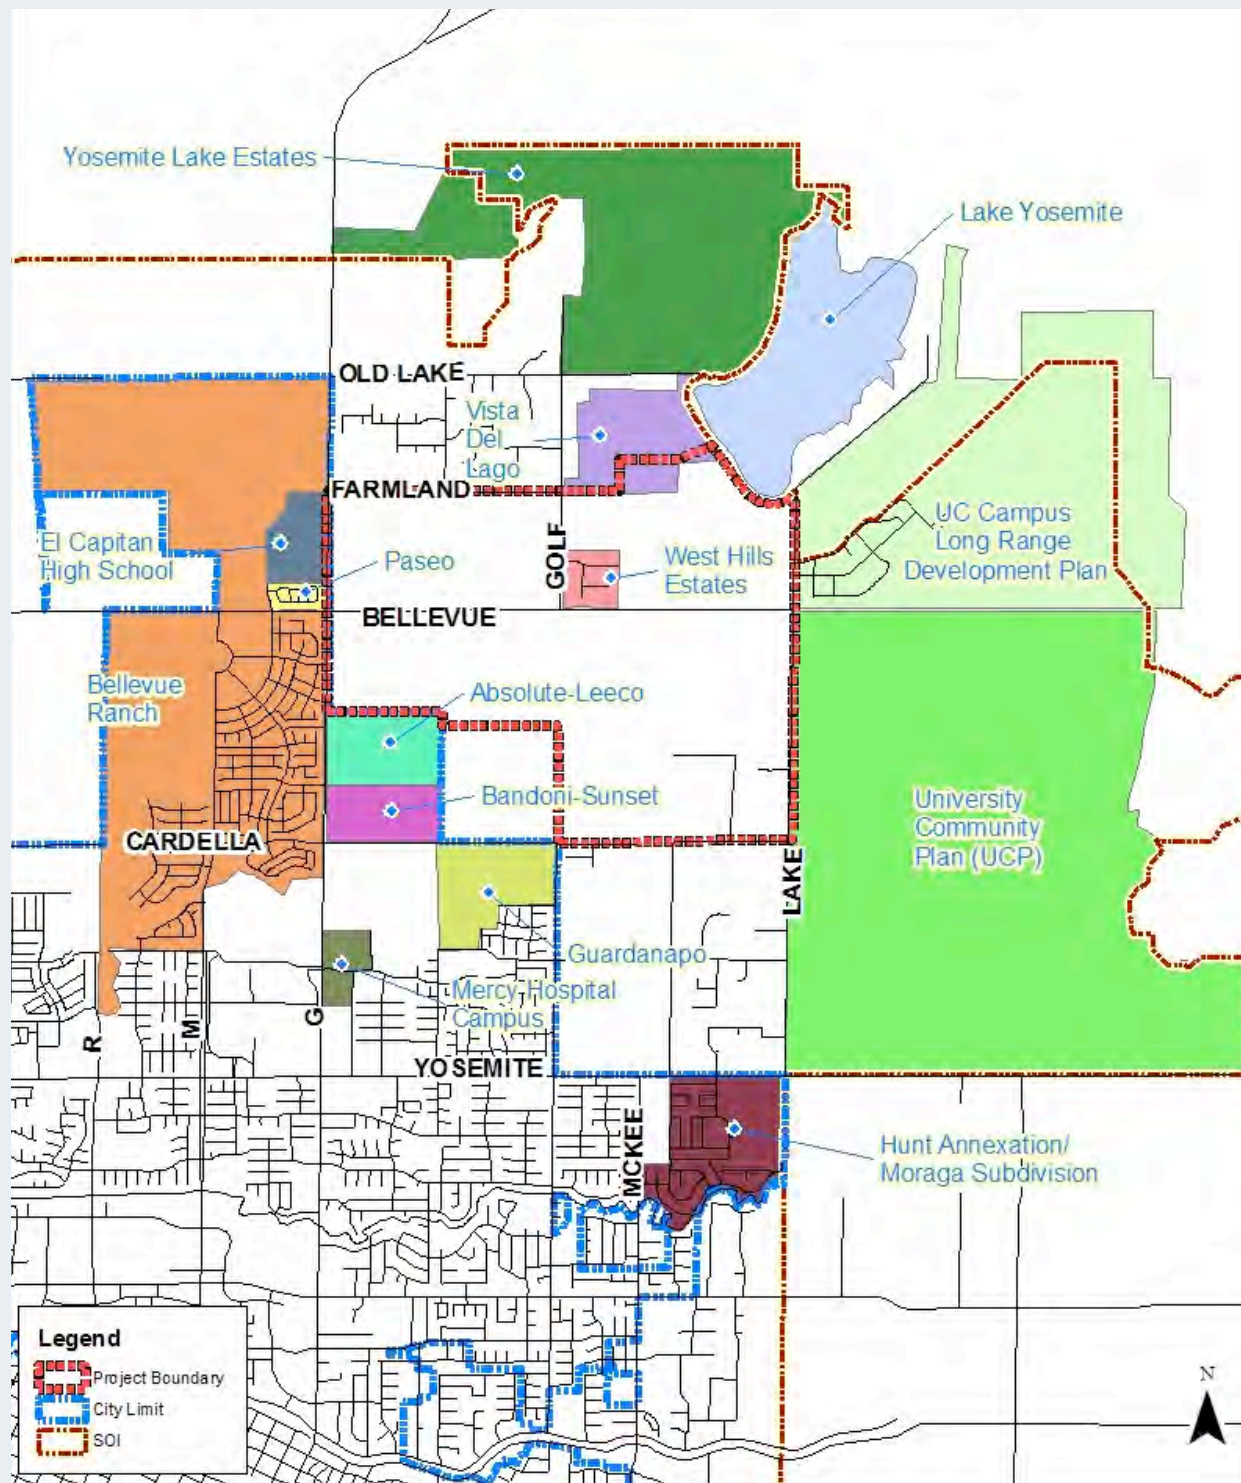 Yosemite Lake Estates
Lake Yosemite
OLD LAKE
Vista
Del
Lago
FARMLAND
El Capitan
High School
Paseo
GOLF
West Hills
Estates
UC Campus
Long Range
Development Plan
BELLEVUE
Bellevue
Ranch
Absolute-Leeco
Bandoni-Sunset
University
Community
Plan (UCP)
CARDELLA
LAKE
Guardanapo
Mercy Hospital
Campus
R
M
G
YOSEMITE
MCKEE
Hunt Annexation/
Moraga Subdivision
Legend
Project Boundary
City Limit
SOI
N